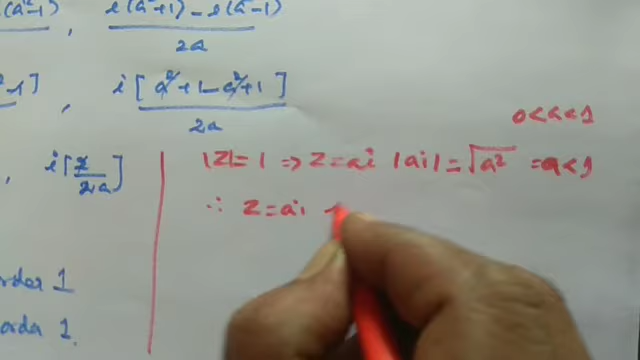 (a²-1) , i(a²+1) - i(a²-1)
2a
-1] , i[a²+1-a²+1]
2a
0<a<1
, i[2/2a] |Z|=1 ⇒ Z=ai |ai|=√a² =a<1
∴ Z=ai
order 1
order 1.